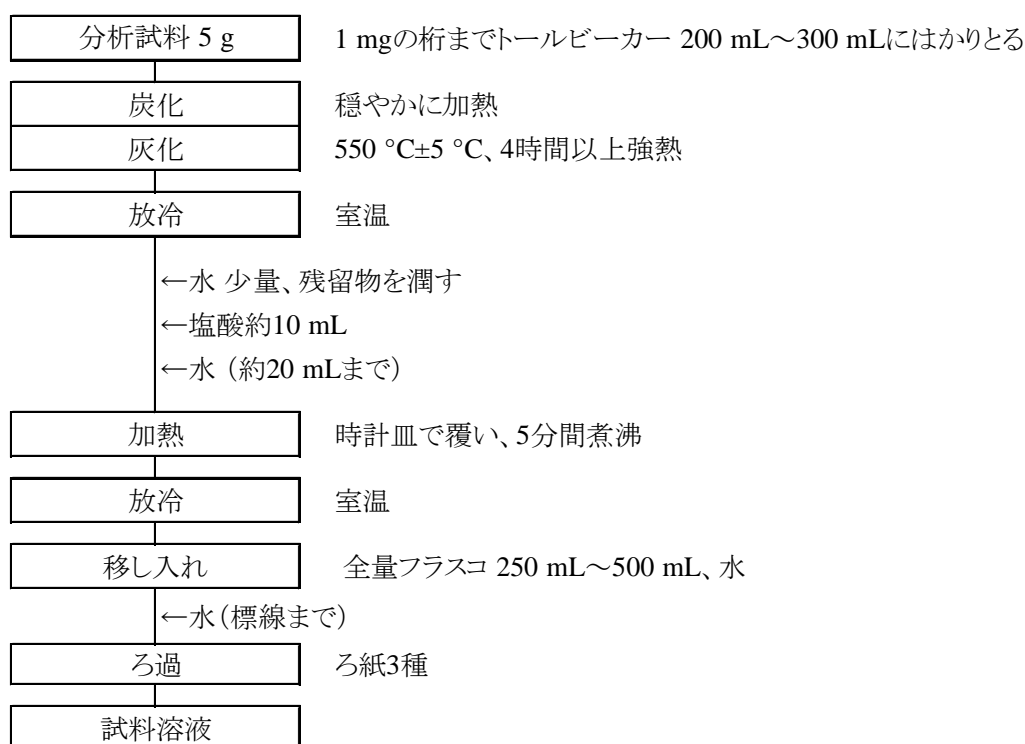 分析試料 5 g 1 mgの桁までトールビーカー 200 mL~300 mLにはかりとる
炭化 穏やかに加熱
灰化 550 °C±5 °C、4時間以上強熱
放冷 室温
←水 少量、残留物を潤す
←塩酸約10 mL
←水 (約20 mLまで)
加熱 時計皿で覆い、5分間煮沸
放冷 室温
移し入れ 全量フラスコ 250 mL~500 mL、水
←水(標線まで)
ろ過 ろ紙3種
試料溶液